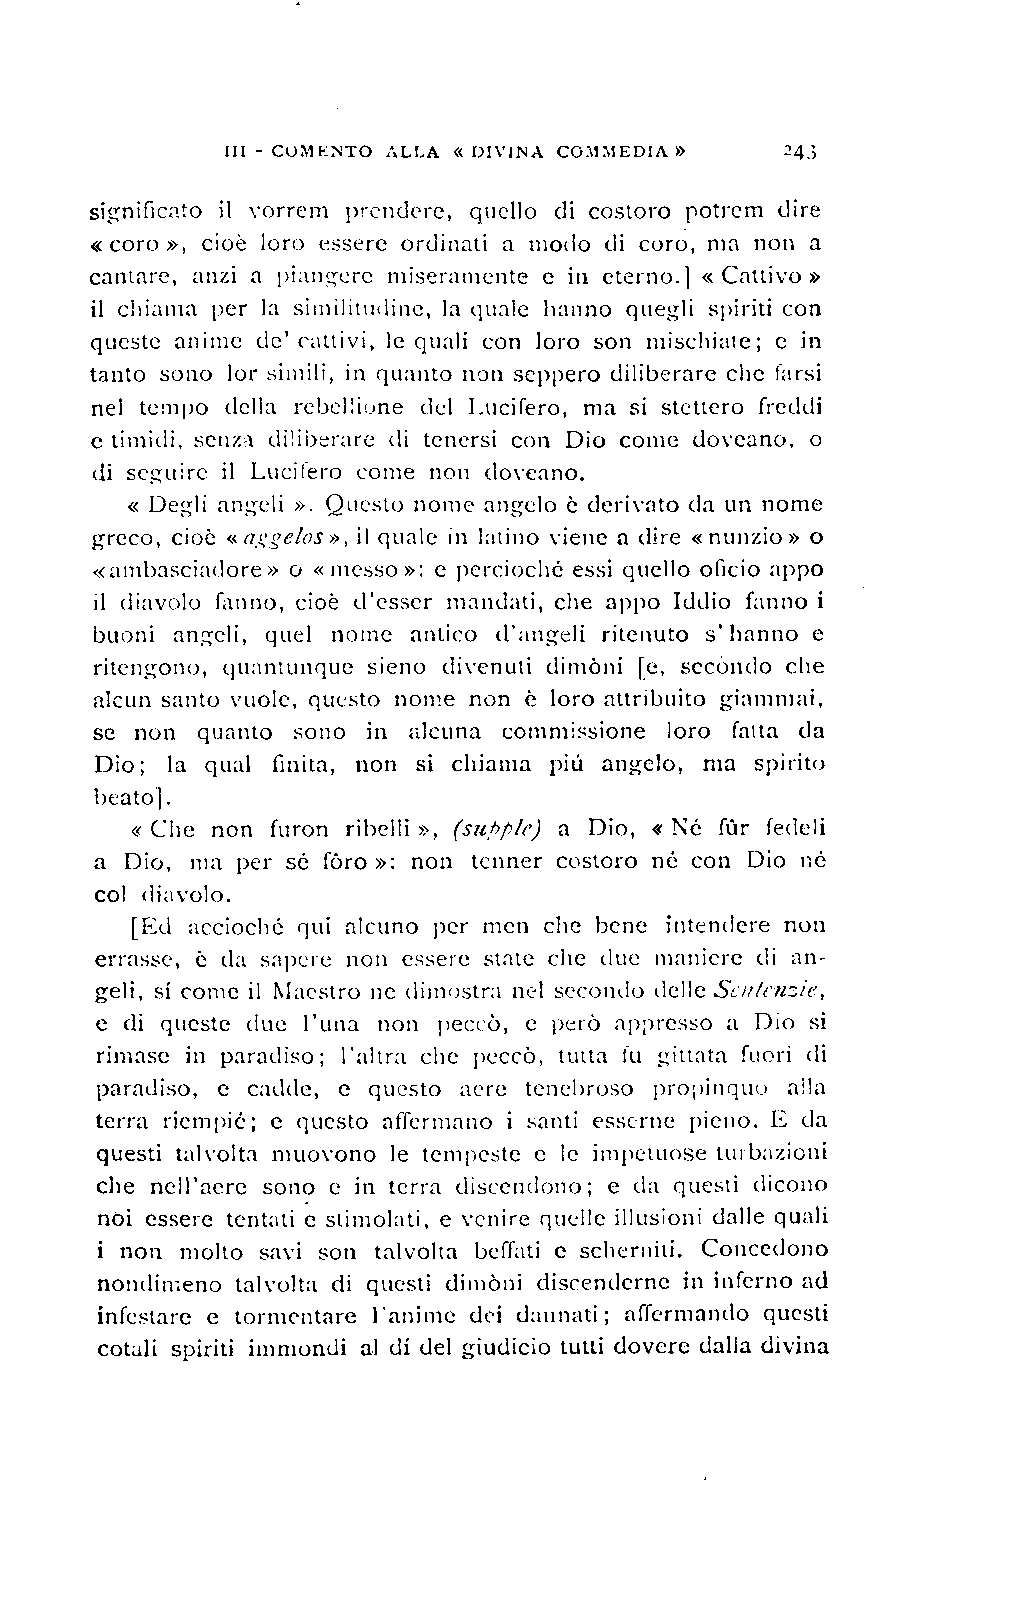 III - COMENTO ALLA « DIVINA COMMEDIA » 243
significato il vorrem prendere, quello di costoro potrem dire
« coro », cioè loro essere ordinati a modo di coro, ma non a
cantare, anzi a piangere miseramente e in eterno.] « Cattivo »
il chiama per la similitudine, la quale hanno quegli spiriti con
queste anime de' cattivi, le quali con loro son mischiate; e in
tanto sono lor simili, in quanto non seppero diliberare che farsi
nel tempo della rebellione del Lucifero, ma si stettero freddi
e timidi, senza diliberare di tenersi con Dio come doveano, o
di seguire il Lucifero come non doveano.
« Degli angeli ». Questo nome angelo è derivato da un nome
greco, cioè « aggelos », il quale in latino viene a dire « nunzio » o
« ambasciadore » o « messo »: e percioché essi quello oficio appo
il diavolo fanno, cioè d'esser mandati, che appo Iddio fanno i
buoni angeli, quel nome antico d'angeli ritenuto s'hanno e
ritengono, quantunque sieno divenuti dimòni [e, secondo che
alcun santo vuole, questo nome non è loro attribuito giammai,
se non quanto sono in alcuna commissione loro fatta da
Dio; la qual finita, non si chiama piú angelo, ma spirito
beato].
« Che non furon ribelli », (supple) a Dio, « Né fûr fedeli
a Dio, ma per sé fôro »: non tenner costoro né con Dio né
col diavolo.
[Ed accioché qui alcuno per men che bene intendere non
errasse, è da sapere non essere state che due maniere di an-
geli, sí come il Maestro ne dimostra nel secondo delle Sentenzie,
e di queste due l'una non peccò, e però appresso a Dio si
rimase in paradiso; l'altra che peccò, tutta fu gittata fuori di
paradiso, e cadde, e questo aere tenebroso propinquo alla
terra riempié; e questo affermano i santi esserne pieno. E da
questi talvolta muovono le tempeste e le impetuose turbazioni
che nell'aere sono e in terra discendono; e da questi dicono
noi essere tentati e stimolati, e venire quelle illusioni dalle quali
i non molto savi son talvolta beffati e scherniti. Concedono
nondimeno talvolta di questi dimòni discenderne in inferno ad
infestare e tormentare l'anime dei dannati; affermando questi
cotali spiriti immondi al dí del giudicio tutti dovere dalla divina